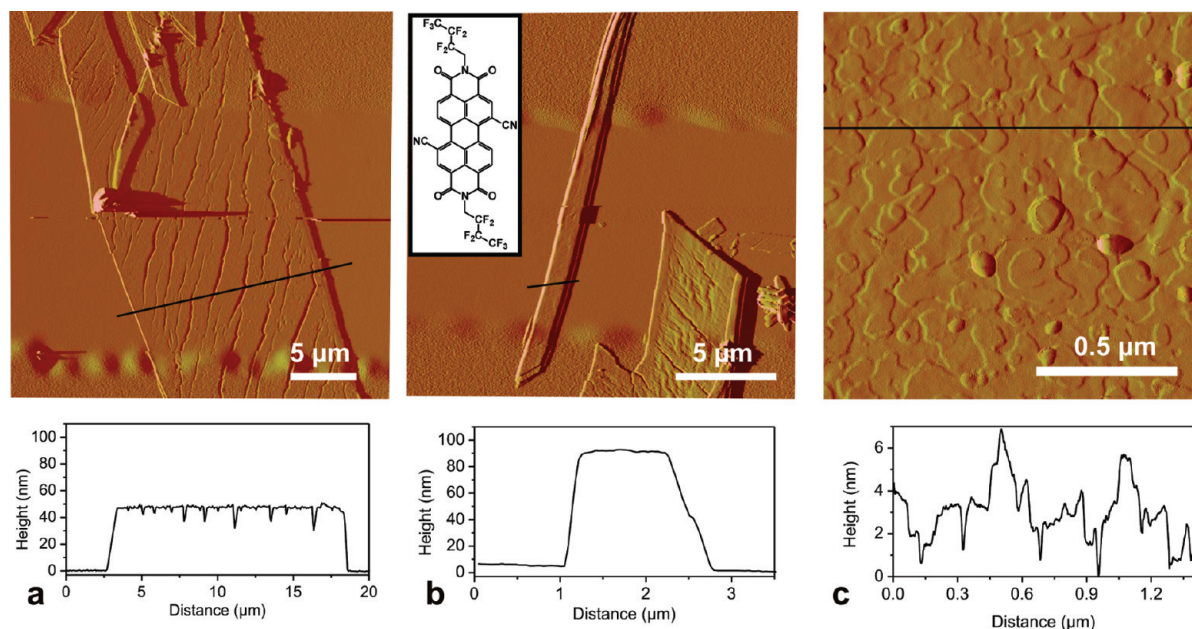 F₃C
F₂
C
C
F₂
N
O
O
CN
NC
O
O
N
F₂
C
F₂C
CF₃
5 µm
5 µm
0.5 µm
100
80
60
40
20
0
Height (nm)
0
5
10
15
20
Distance (µm)
a
100
80
60
40
20
0
Height (nm)
0
1
2
3
Distance (µm)
b
6
4
2
0
Height (nm)
0.0
0.3
0.6
0.9
1.2
Distance (µm)
c